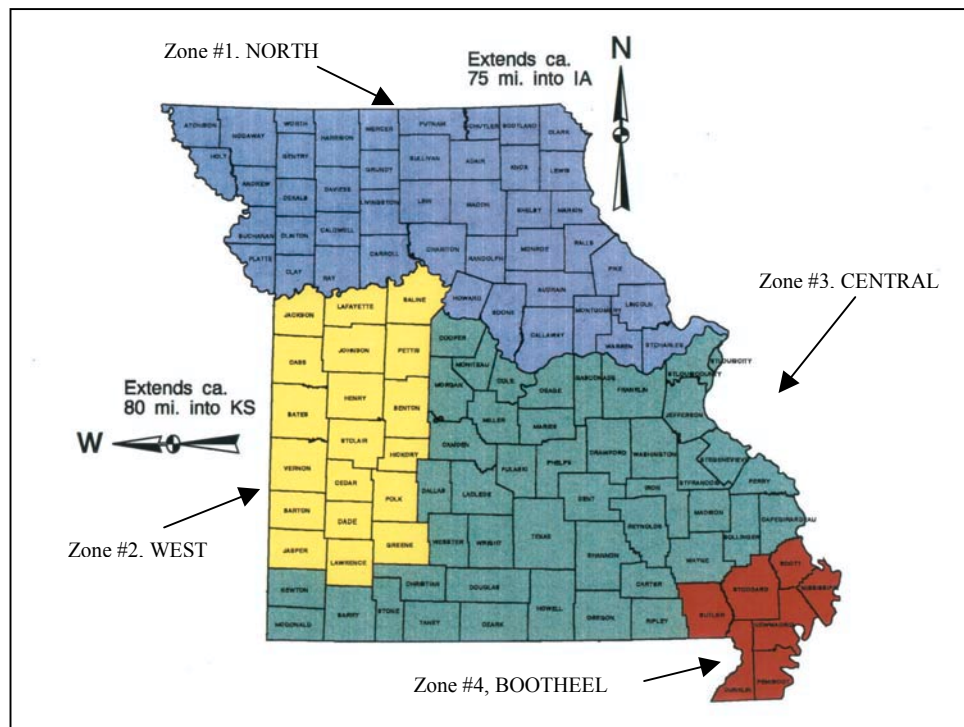 Zone #1, NORTH
Extends ca.
75 mi. into IA
N
ATCHISON
NODAWAY
WORTH
HARRISON
MERCER
PUTNAM
SCHUYLER
SCOTLAND
CLARK
HOLT
GENTRY
SULLIVAN
ADAIR
KNOX
LEWIS
ANDREW
GRUNDY
DEKALB
DAVIESS
LIVINGSTON
LINN
MACON
SHELBY
MARION
BUCHANAN
CLINTON
CALDWELL
CHARITON
MONROE
RALLS
PLATTE
CARROLL
RANDOLPH
PIKE
CLAY
RAY
AUDRAIN
SALINE
HOWARD
LINCOLN
Zone #3, CENTRAL
LAFAYETTE
JACKSON
BOONE
MONTGOMERY
CALLAWAY
COOPER
WARREN
ST CHARLES
JOHNSON
PETTIS
CASS
MONITEAU
COLE
ST LOUIS CITY
ST LOUIS COUNTY
MORGAN
OSAGE
GASCONADE
FRANKLIN
Extends ca.
80 mi. into KS
HENRY
BENTON
BATES
MILLER
MARIES
JEFFERSON
W
ST CLAIR
CAMDEN
CRAWFORD
WASHINGTON
HICKORY
PULASKI
PHELPS
STE GENEVIEVE
VERNON
CEDAR
DALLAS
LACLEDE
DENT
IRON
ST FRANCOIS
PERRY
POLK
BARTON
DADE
REYNOLDS
MADISON
CAPE GIRARDEAU
TEXAS
BOLLINGER
Zone #2, WEST
JASPER
GREENE
WEBSTER
WRIGHT
SHANNON
WAYNE
LAWRENCE
SCOTT
NEWTON
CHRISTIAN
DOUGLAS
CARTER
STODDARD
MISSISSIPPI
BUTLER
MCDONALD
BARRY
STONE
TANEY
OZARK
HOWELL
OREGON
RIPLEY
NEW MADRID
Zone #4, BOOTHEEL
DUNKLIN
PEMISCOT